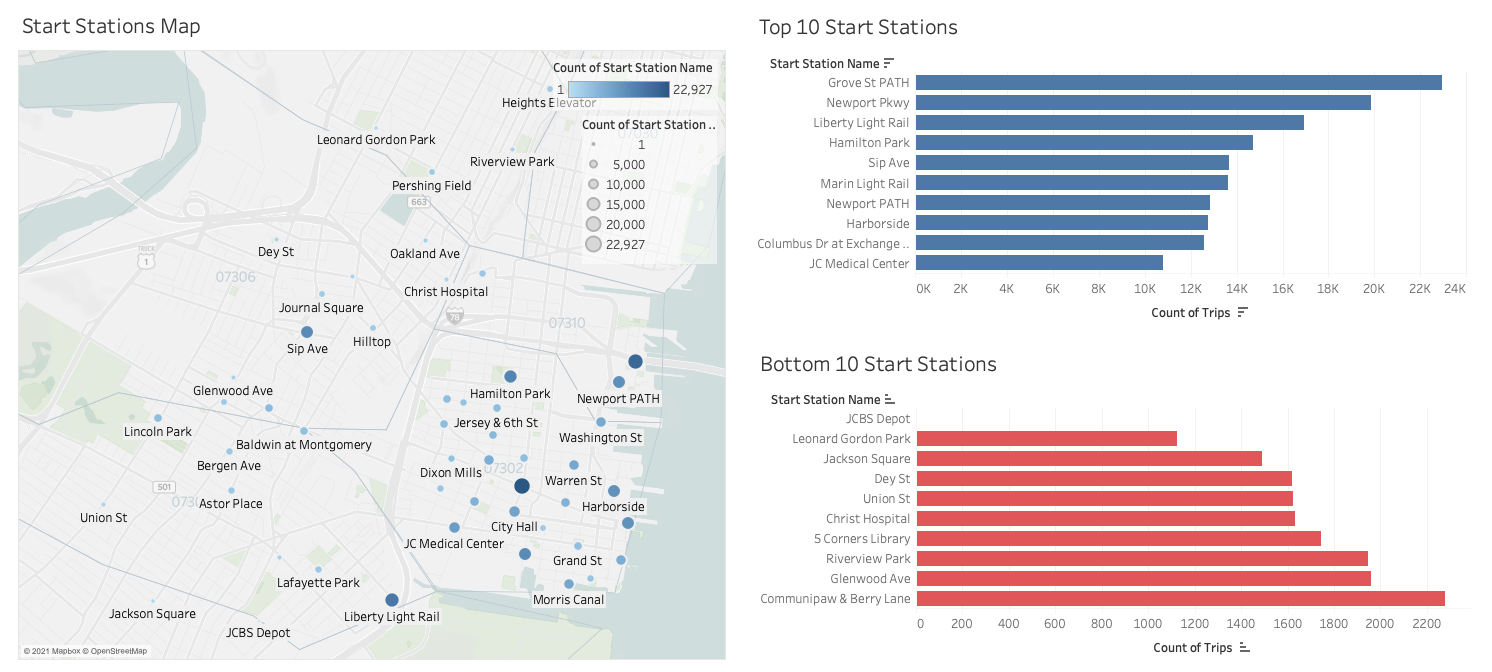 Start Stations Map
Count of Start Station Name
1
22,927
Heights Elevator
Count of Start Station ..
1
5,000
10,000
15,000
20,000
22,927
Leonard Gordon Park
Riverview Park
Pershing Field
663
Dey St
Oakland Ave
TRUCK
1
07306
Christ Hospital
Journal Square
78
07310
Sip Ave
Hilltop
Glenwood Ave
Hamilton Park
Newport PATH
Lincoln Park
Jersey & 6th St
Baldwin at Montgomery
Washington St
Bergen Ave
Dixon Mills
07302
Warren St
501
Astor Place
Harborside
Union St
City Hall
JC Medical Center
Grand St
Lafayette Park
Morris Canal
Jackson Square
Liberty Light Rail
JCBS Depot
© 2021 Mapbox © OpenStreetMap
Top 10 Start Stations
Start Station Name
Grove St PATH
Newport Pkwy
Liberty Light Rail
Hamilton Park
Sip Ave
Marin Light Rail
Newport PATH
Harborside
Columbus Dr at Exchange ..
JC Medical Center
0K 2K 4K 6K 8K 10K 12K 14K 16K 18K 20K 22K 24K
Count of Trips
Bottom 10 Start Stations
Start Station Name
JCBS Depot
Leonard Gordon Park
Jackson Square
Dey St
Union St
Christ Hospital
5 Corners Library
Riverview Park
Glenwood Ave
Communipaw & Berry Lane
0 200 400 600 800 1000 1200 1400 1600 1800 2000 2200
Count of Trips